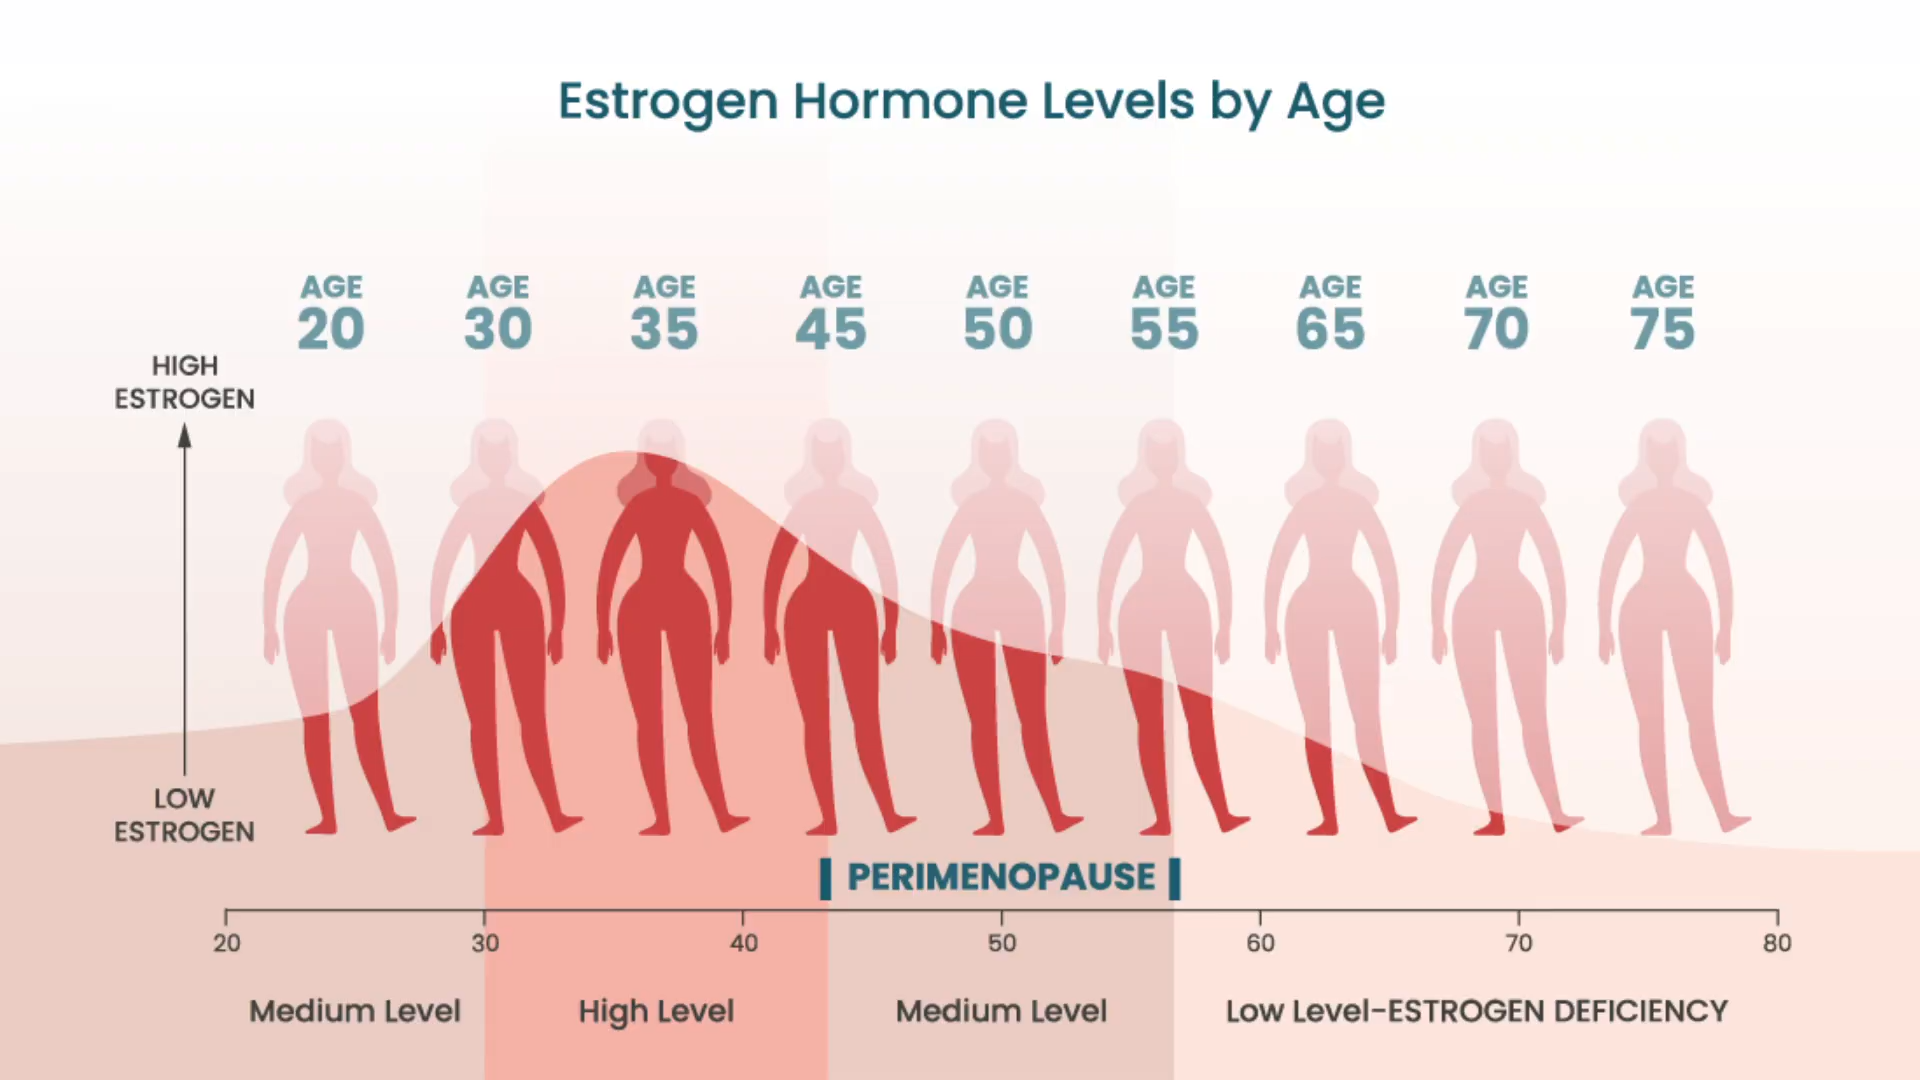 Estrogen Hormone Levels by Age
AGE
20
AGE
30
AGE
35
AGE
45
AGE
50
AGE
55
AGE
65
AGE
70
AGE
75
HIGH
ESTROGEN
LOW
ESTROGEN
PERIMENOPAUSE
20 30 40 50 60 70 80
Medium Level High Level Medium Level Low Level-ESTROGEN DEFICIENCY